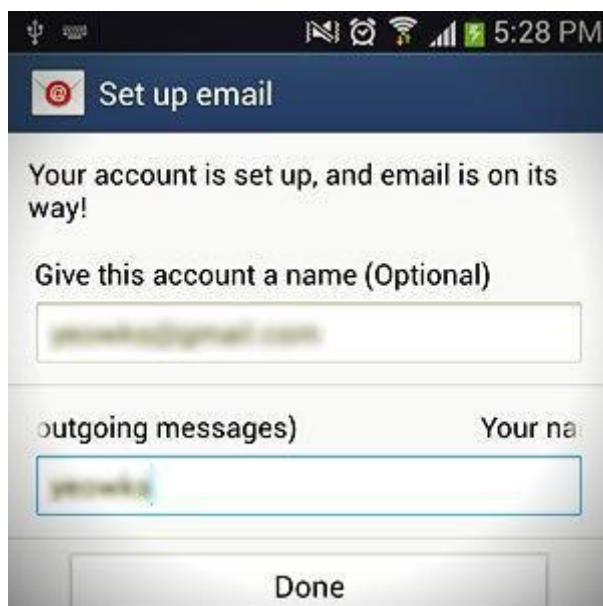 5:28 PM
Set up email
Your account is set up, and email is on its
way!
Give this account a name (Optional)
outgoing messages) Your na
Done